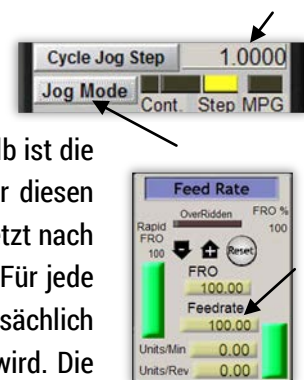 Cycle Jog Step 1.0000
Jog Mode
Cont. Step MPG
lb ist die
r diesen
tzt nach
Für jede
sächlich
wird. Die
Feed Rate
OverRidden FRO %
Rapid 100
FRO
100 Reset
FRO
100.00
Feedrate
100.00
Units/Min 0.00
Units/Rev 0.00